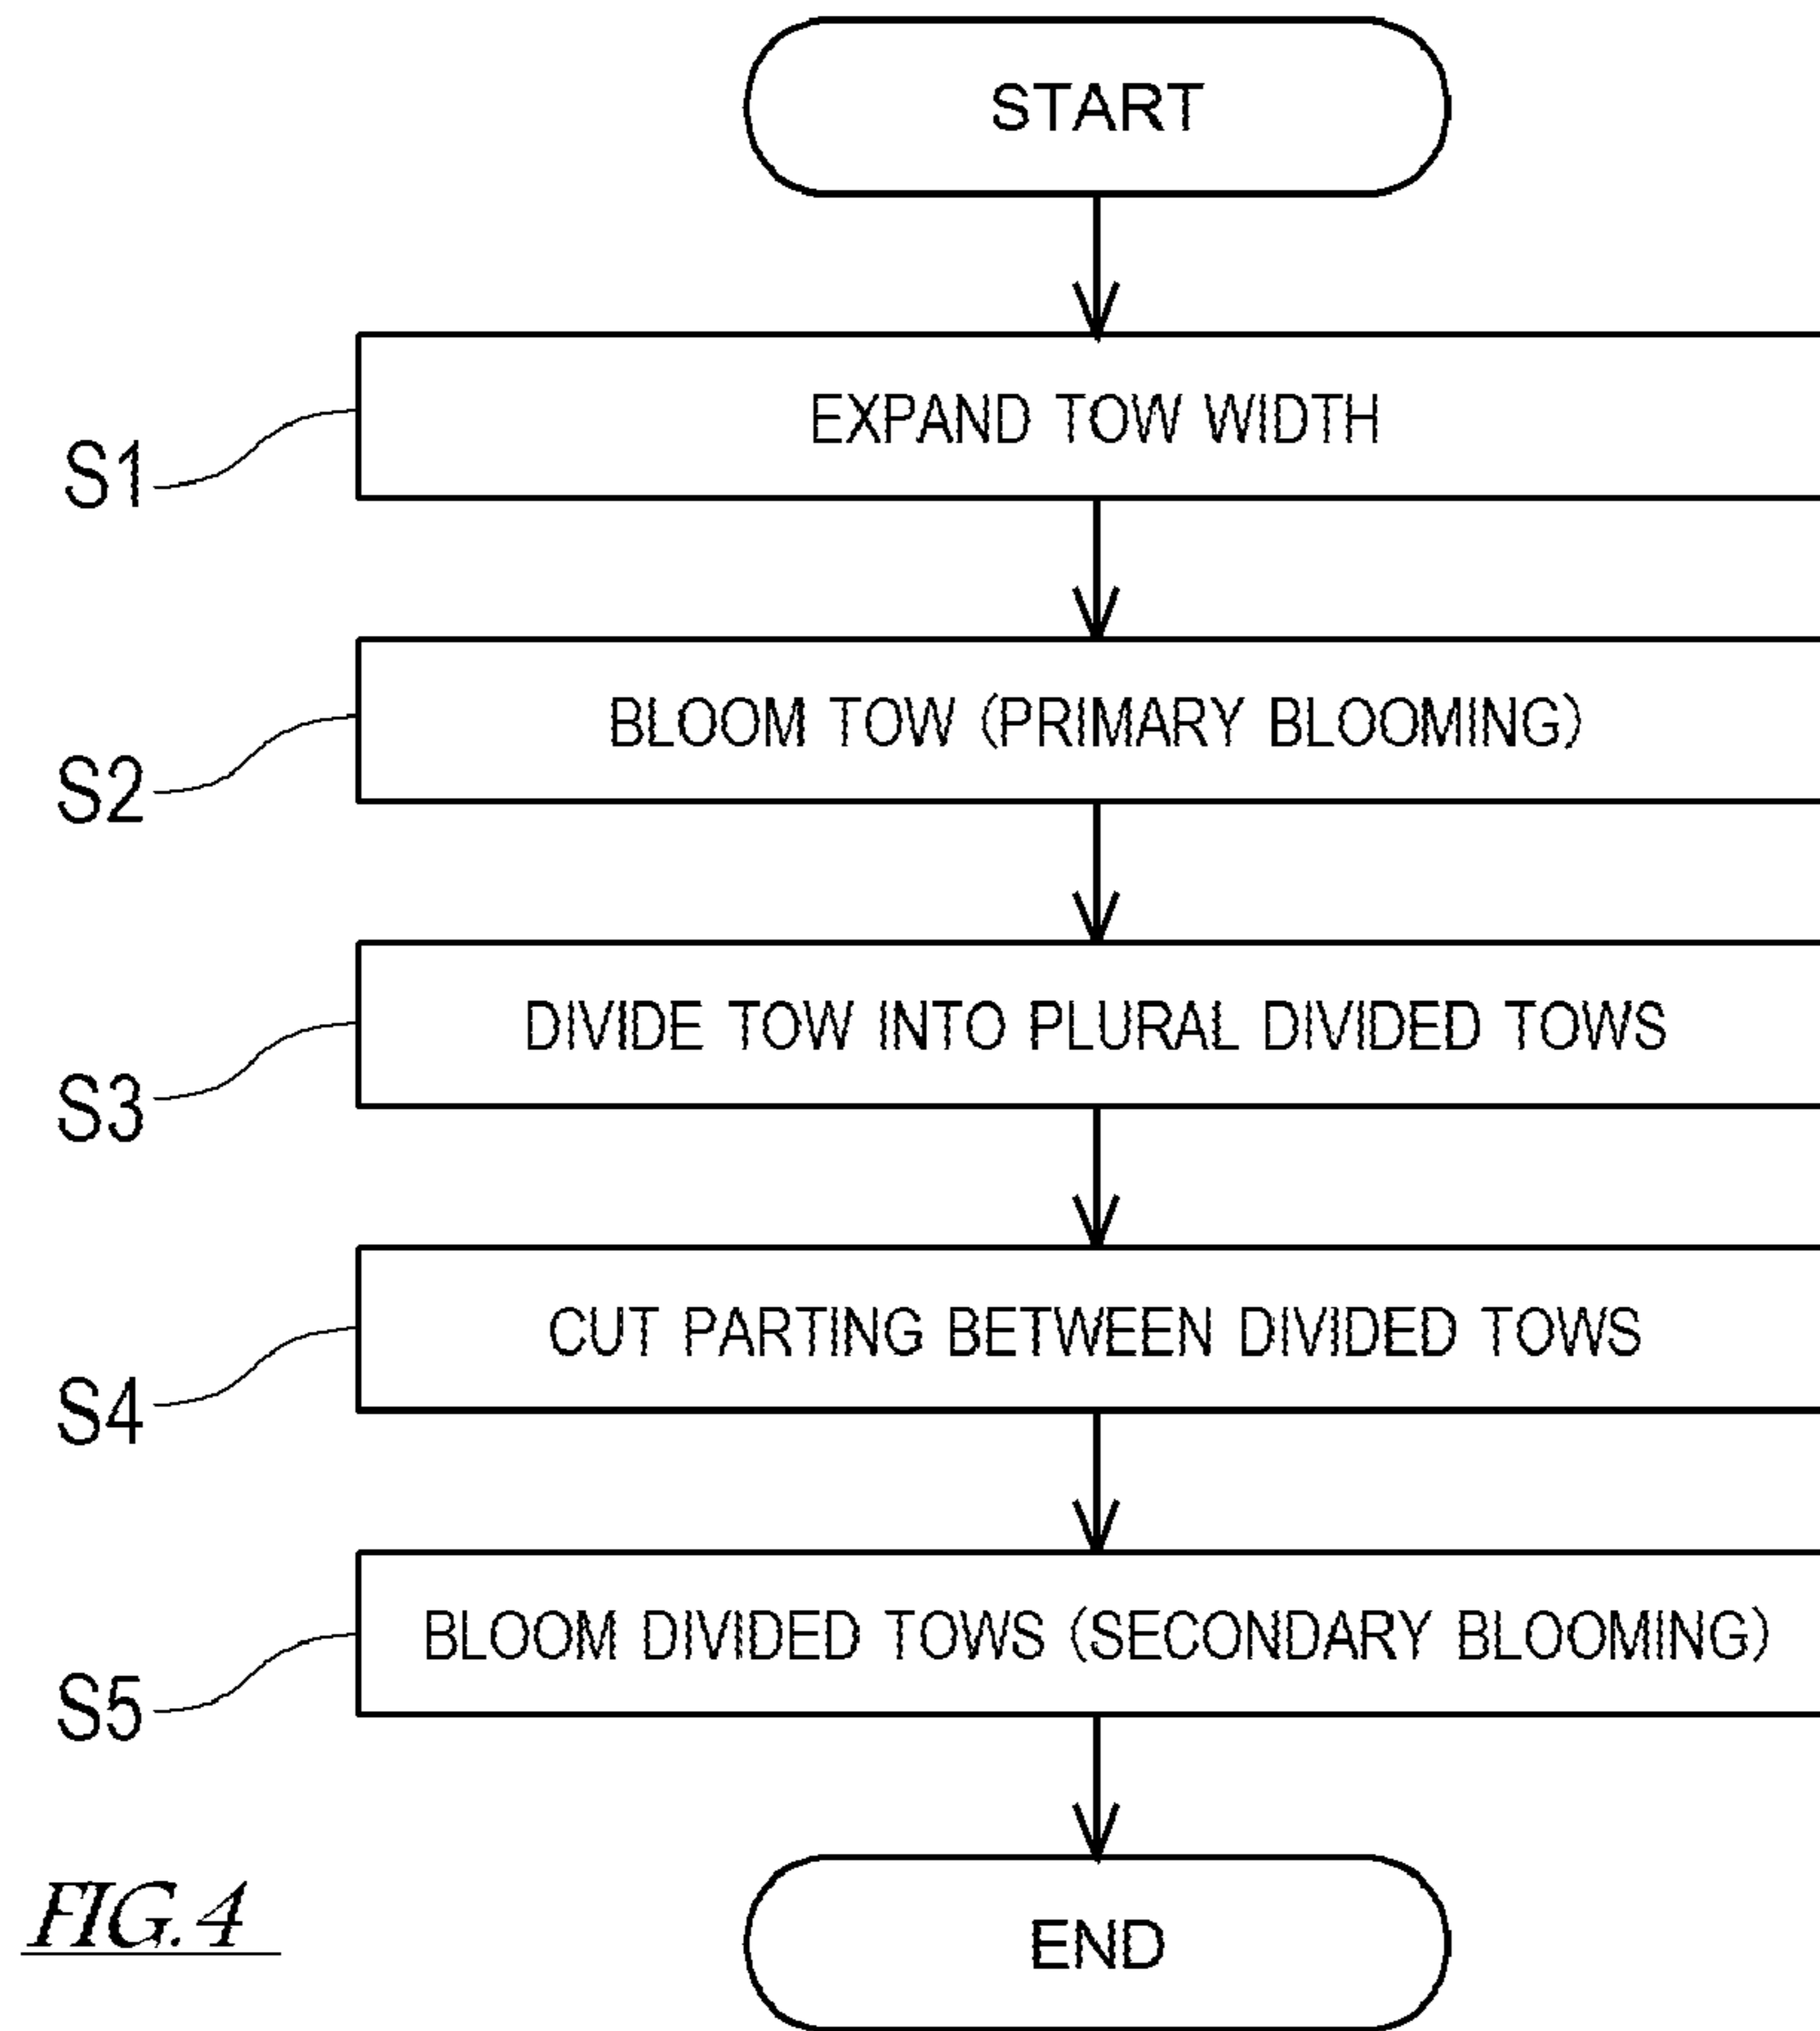 START
EXPAND TOW WIDTH
S1
BLOOM TOW (PRIMARY BLOOMING)
S2
DIVIDE TOW INTO PLURAL DIVIDED TOWS
S3
CUT PARTING BETWEEN DIVIDED TOWS
S4
BLOOM DIVIDED TOWS (SECONDARY BLOOMING)
S5
END
FIG. 4